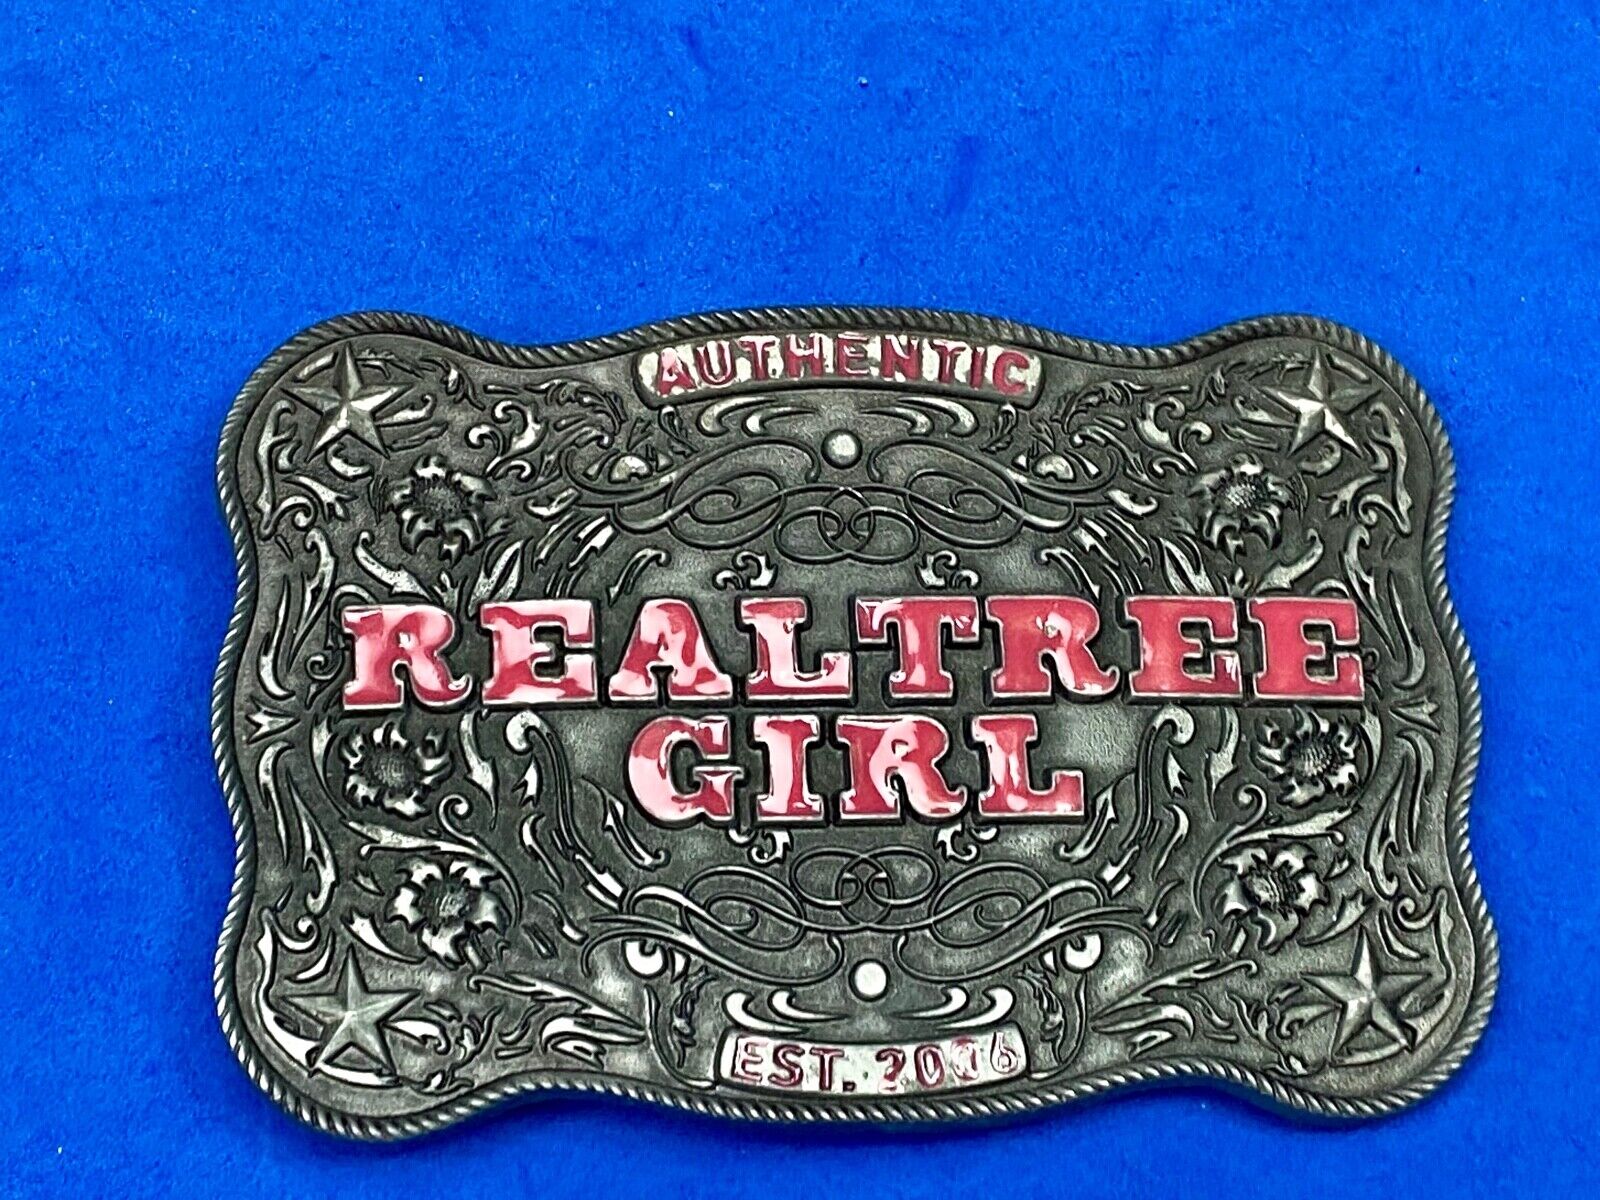 AUTHENTIC
REALTREE
GIRL
EST. 2006